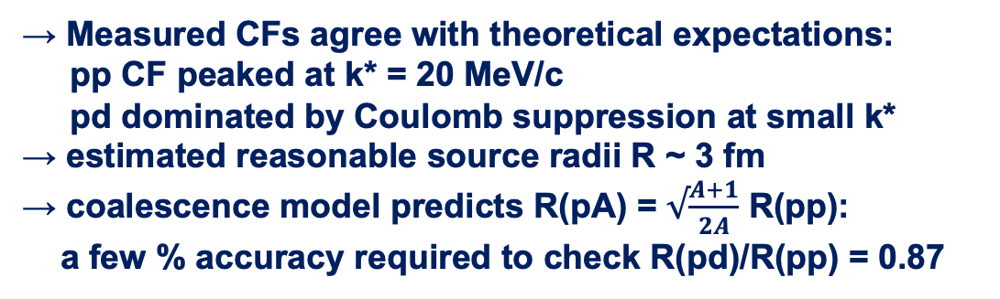 → Measured CFs agree with theoretical expectations:
pp CF peaked at k* = 20 MeV/c
pd dominated by Coulomb suppression at small k*
→ estimated reasonable source radii R ~ 3 fm
→ coalescence model predicts R(pA) = √(A+1)/(2A) R(pp):
a few % accuracy required to check R(pd)/R(pp) = 0.87